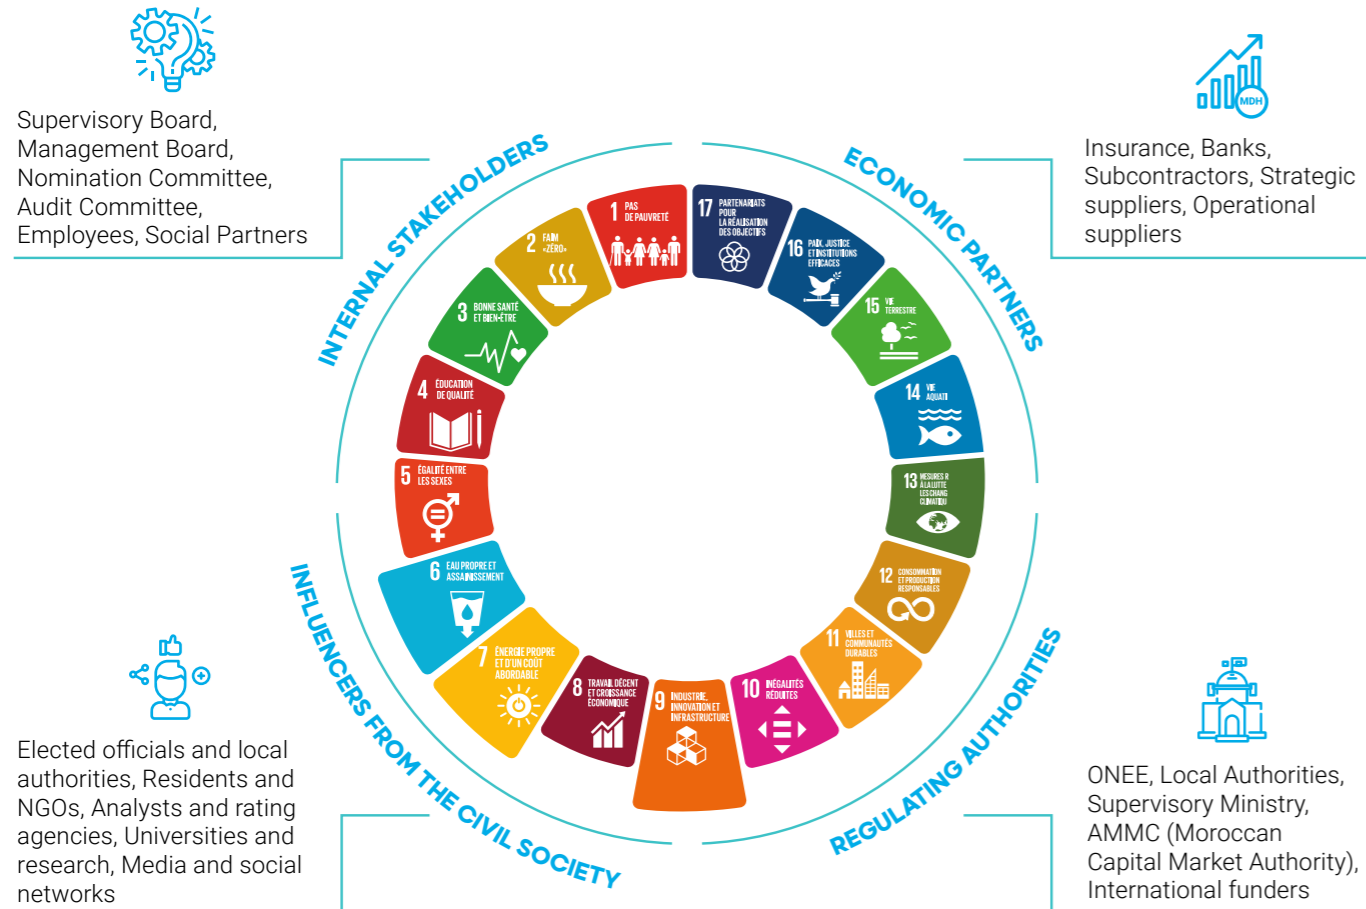 Supervisory Board,
Management Board,
Nomination Committee,
Audit Committee,
Employees, Social Partners
MDH
Insurance, Banks,
Subcontractors, Strategic
suppliers, Operational
suppliers
INTERNAL STAKEHOLDERS
ECONOMIC PARTNERS
1 PAS
DE PAUVRETÉ
2 FAIM
«ZÉRO»
3 BONNE SANTÉ
ET BIEN-ÊTRE
4 ÉDUCATION
DE QUALITÉ
5 ÉGALITÉ ENTRE
LES SEXES
6 EAU PROPRE ET
ASSAINISSEMENT
7 ÉNERGIE PROPRE
ET D'UN COÛT
ABORDABLE
8 TRAVAIL DÉCENT
ET CROISSANCE
ÉCONOMIQUE
9 INDUSTRIE,
INNOVATION ET
INFRASTRUCTURE
10 INÉGALITÉS
RÉDUITES
11 VILLES ET
COMMUNAUTÉS
DURABLES
12 CONSOMMATION
ET PRODUCTION
RESPONSABLES
13 MESURES R
À LA LUTTE
LES CHANG
CLIMATIQU
14 VIE
AQUATI
15 VIE
TERRESTRE
16 PAIX, JUSTICE
ET INSTITUTIONS
EFFICACES
17 PARTENARIATS
POUR
LA RÉALISATION
DES OBJECTIFS
INFLUENCERS FROM THE CIVIL SOCIETY
REGULATING AUTHORITIES
Elected officials and local
authorities, Residents and
NGOs, Analysts and rating
agencies, Universities and
research, Media and social
networks
ONEE, Local Authorities,
Supervisory Ministry,
AMMC (Moroccan
Capital Market Authority),
International funders